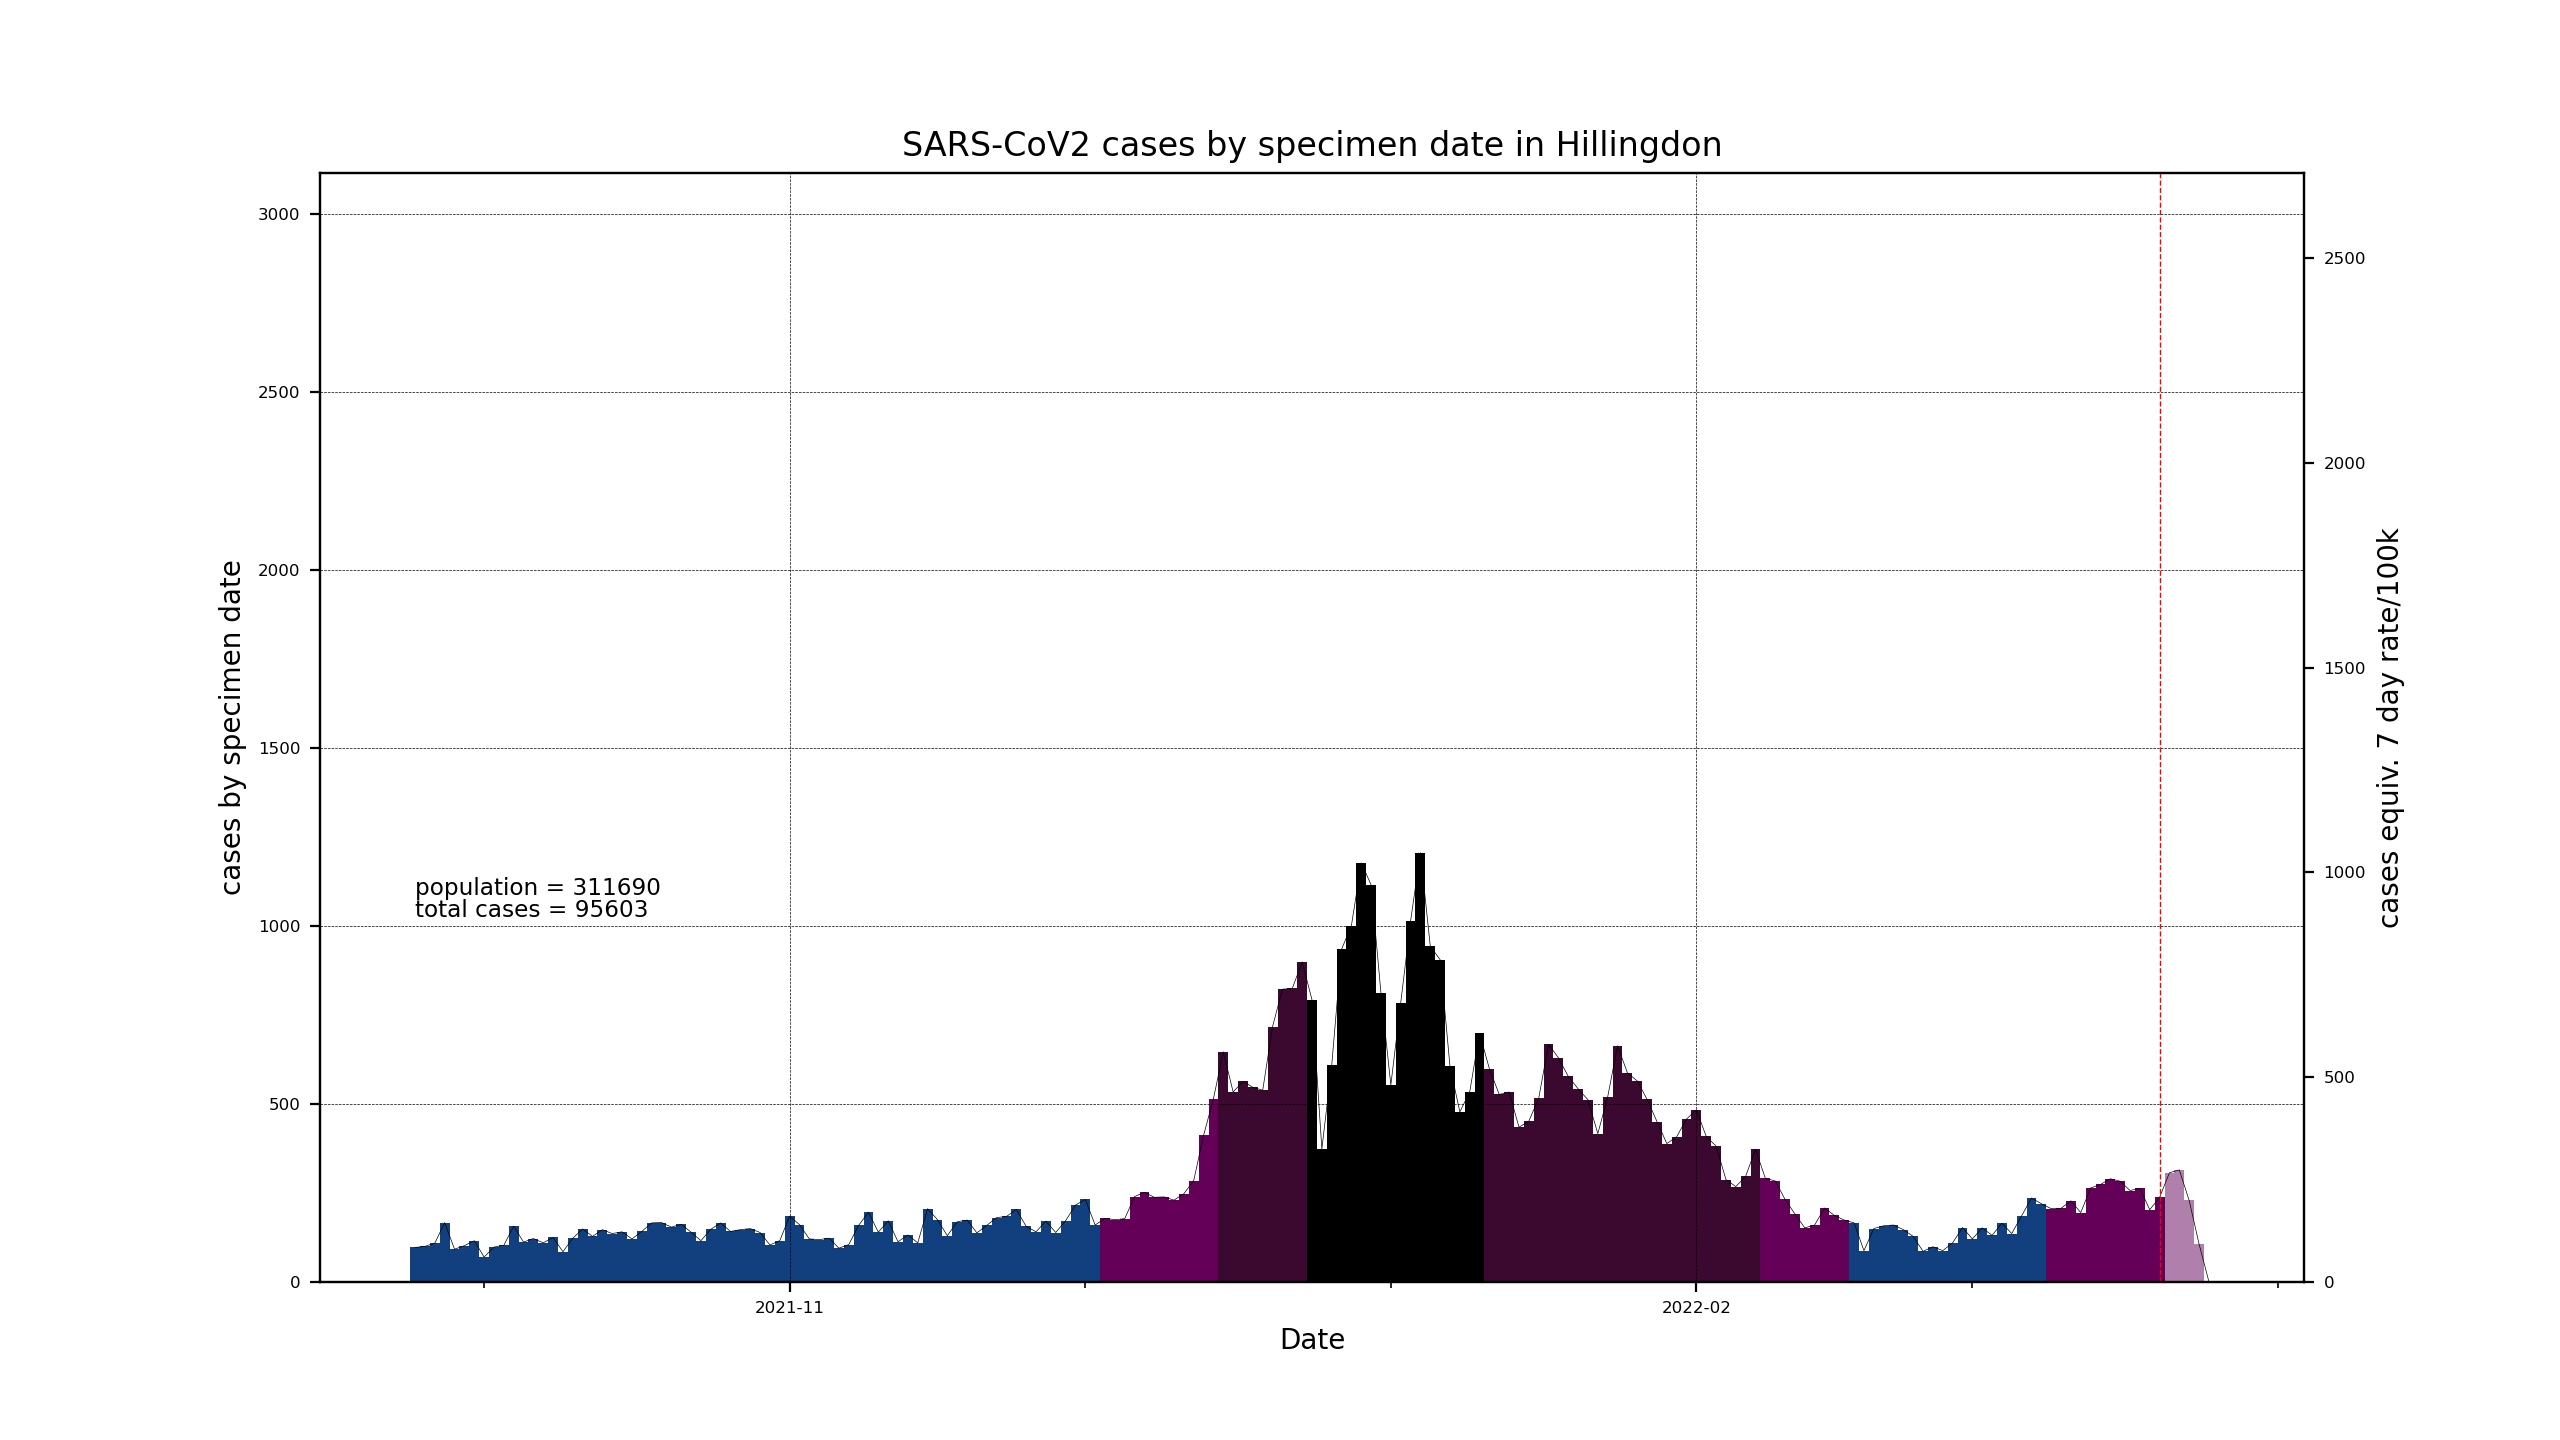 SARS-CoV2 cases by specimen date in Hillingdon
3000
2500
2000
1500
1000
500
0
cases by specimen date
population = 311690
total cases = 95603
2500
2000
1500
1000
500
0
cases equiv. 7 day rate/100k
2021-11
2022-02
Date